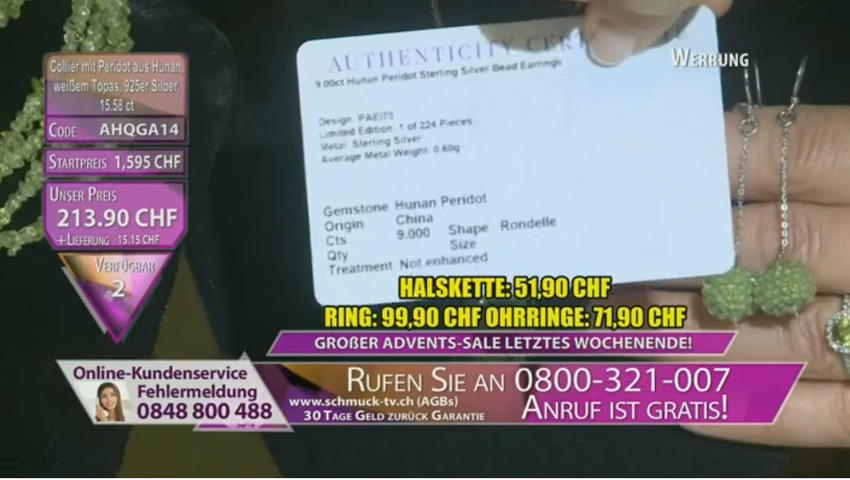 Collier mit Peridot aus Hunan,
weißem Topas, 925er Silber,
15.58 ct
CODE AHQGA14
STARTPREIS 1,595 CHF
UNSER PREIS
213.90 CHF
+LIEFERUNG 15.15 CHF
VERFÜGBAR
2
AUTHENTICITY
9.00ct Hunan Peridot Sterling Silver Bead Earrings
WERBUNG
Design: PAEI73
Limited Edition: 1 of 224 Pieces
Metal: Sterling Silver
Average Metal Weight: 0.60g
Gemstone Hunan Peridot
Origin China
Cts 9.000 Shape Rondelle
Qty Size
Treatment Not enhanced
HALSKETTE: 51,90 CHF
RING: 99,90 CHF OHRRINGE: 71,90 CHF
GROßER ADVENTS-SALE LETZTES WOCHENENDE!
Online-Kundenservice
Fehlermeldung
0848 800 488
RUFEN SIE AN 0800-321-007
www.schmuck-tv.ch (AGBs)
30 TAGE GELD ZURÜCK GARANTIE
ANRUF IST GRATIS!